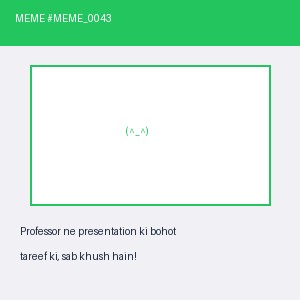 MEME #MEME_0043
(^_^)
Professor ne presentation ki bohot
tareef ki, sab khush hain!